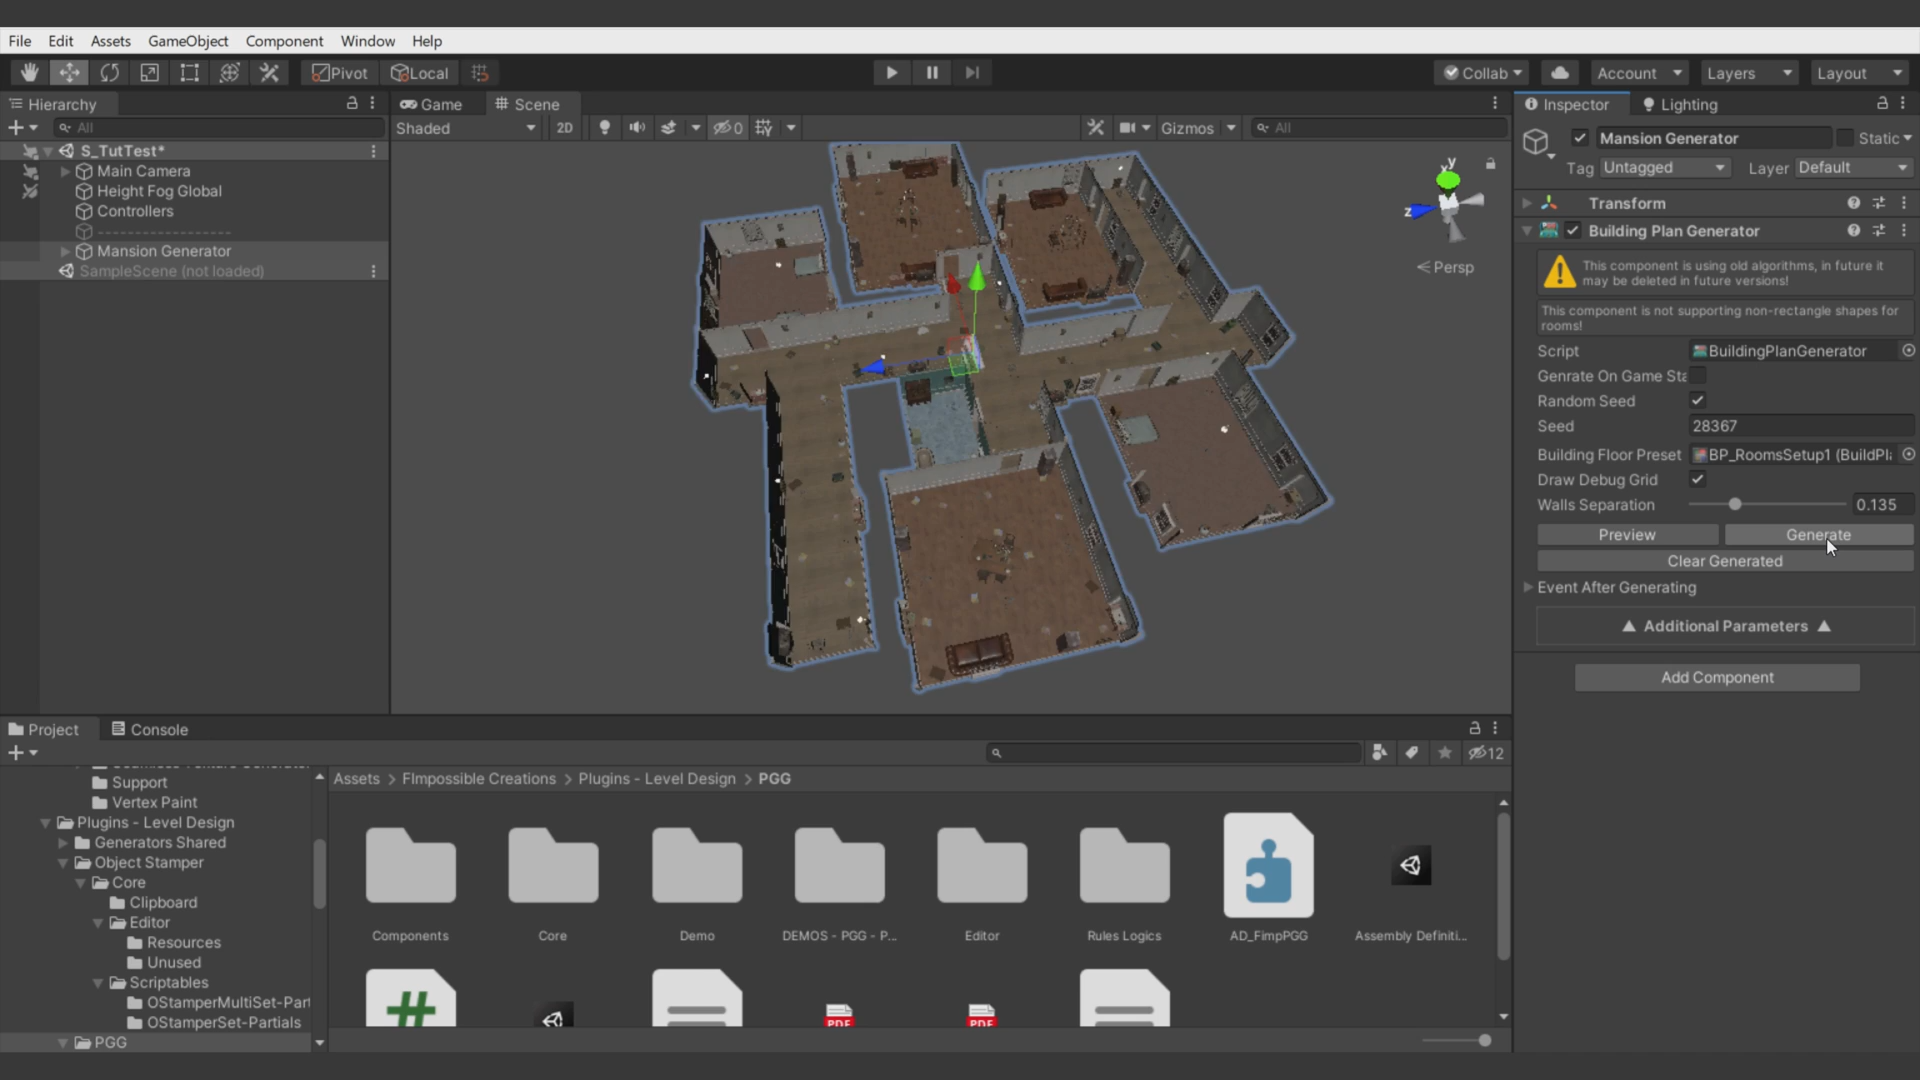 File Edit Assets GameObject Component Window Help
Pivot Local Collab Account Layers Layout
Hierarchy
All
S_TutTest*
Main Camera
Height Fog Global
Controllers
------------------
Mansion Generator
SampleScene (not loaded)
Game Scene
Shaded 2D 0 Gizmos All
y
z
Persp
Inspector Lighting
Mansion Generator Static
Tag Untagged Layer Default
Transform
Building Plan Generator
This component is using old algorithms, in future it
may be deleted in future versions!
This component is not supporting non-rectangle shapes for
rooms!
Script BuildingPlanGenerator
Genrate On Game Sta
Random Seed
Seed 28367
Building Floor Preset BP_RoomsSetup1 (BuildPl
Draw Debug Grid
Walls Separation 0.135
Preview Generate
Clear Generated
Event After Generating
Additional Parameters
Add Component
Project Console
12
Support
Vertex Paint
Plugins - Level Design
Generators Shared
Object Stamper
Core
Clipboard
Editor
Resources
Unused
Scriptables
OStamperMultiSet-Part
OStamperSet-Partials
PGG
Assets > FImpossible Creations > Plugins - Level Design > PGG
Components Core Demo DEMOS - PGG - P... Editor Rules Logics AD_FimpPGG Assembly Definiti...
# PDF PDF